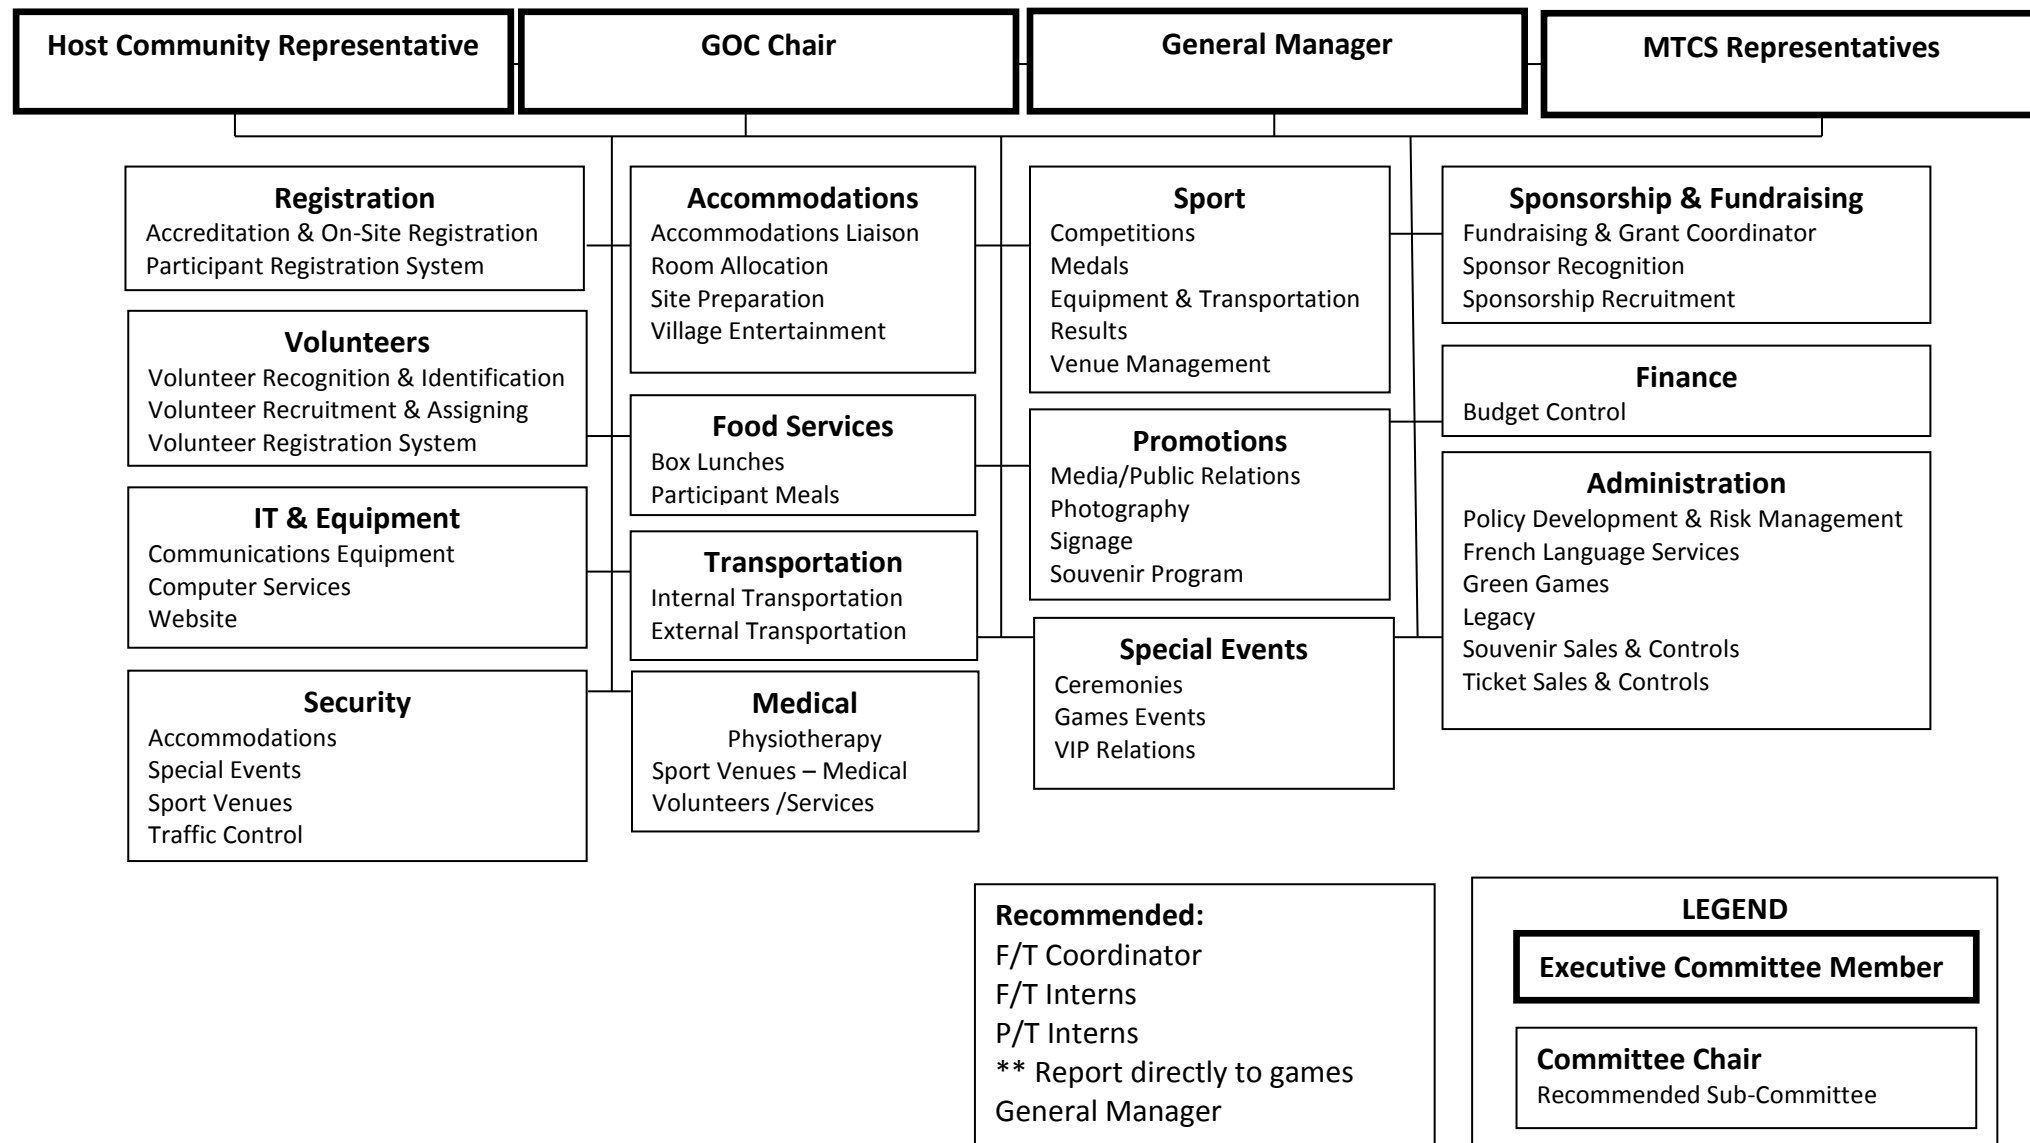 Host Community Representative
GOC Chair
General Manager
MTCS Representatives
Registration
Accreditation & On-Site Registration
Participant Registration System
Volunteers
Volunteer Recognition & Identification
Volunteer Recruitment & Assigning
Volunteer Registration System
IT & Equipment
Communications Equipment
Computer Services
Website
Security
Accommodations
Special Events
Sport Venues
Traffic Control
Accommodations
Accommodations Liaison
Room Allocation
Site Preparation
Village Entertainment
Food Services
Box Lunches
Participant Meals
Transportation
Internal Transportation
External Transportation
Medical
Physiotherapy
Sport Venues – Medical
Volunteers /Services
Sport
Competitions
Medals
Equipment & Transportation
Results
Venue Management
Promotions
Media/Public Relations
Photography
Signage
Souvenir Program
Special Events
Ceremonies
Games Events
VIP Relations
Sponsorship & Fundraising
Fundraising & Grant Coordinator
Sponsor Recognition
Sponsorship Recruitment
Finance
Budget Control
Administration
Policy Development & Risk Management
French Language Services
Green Games
Legacy
Souvenir Sales & Controls
Ticket Sales & Controls
Recommended:
F/T Coordinator
F/T Interns
P/T Interns
** Report directly to games
General Manager
LEGEND
Executive Committee Member
Committee Chair
Recommended Sub-Committee